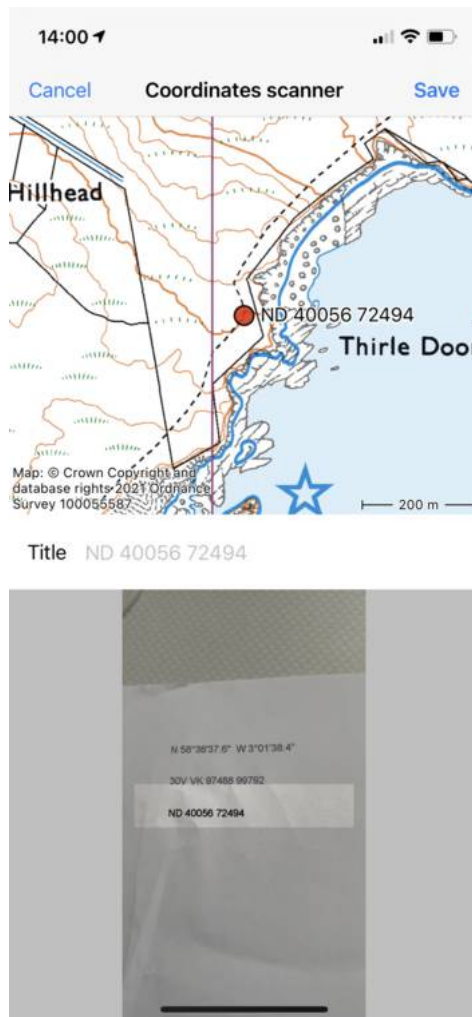 14:00
Cancel Coordinates scanner Save
Hillhead
ND 40056 72494
Thirle Doo
Map: © Crown Copyright and
database rights 2021 Ordnance
Survey 100055587
200 m
Title ND 40056 72494
N 58°38'37.6" W 3°01'38.4"
30V VK 97488 99792
ND 40056 72494